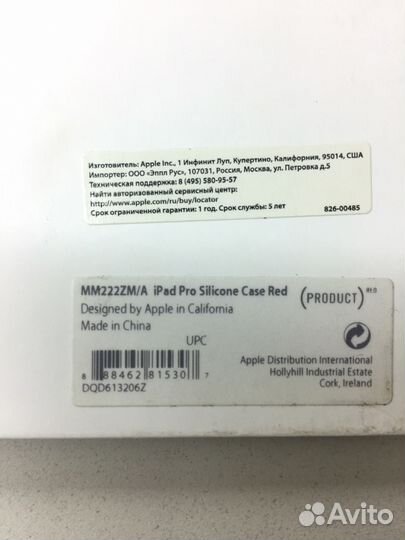 Изготовитель: Apple Inc., 1 Инфинит Луп, Купертино, Калифорния, 95014, США
Импортер: ООО «Эппл Рус», 107031, Россия, Москва, ул. Петровка д.5
Техническая поддержка: 8 (495) 580-95-57
Найти авторизованный сервисный центр:
http://www.apple.com/ru/buy/locator
Срок ограниченной гарантии: 1 год. Срок службы: 5 лет 826-00485
MM222ZM/A iPad Pro Silicone Case Red (PRODUCT)RED
Designed by Apple in California
Made in China
UPC
8 88462 81530 7
DQD613206Z
Apple Distribution International
Hollyhill Industrial Estate
Cork, Ireland
Avito